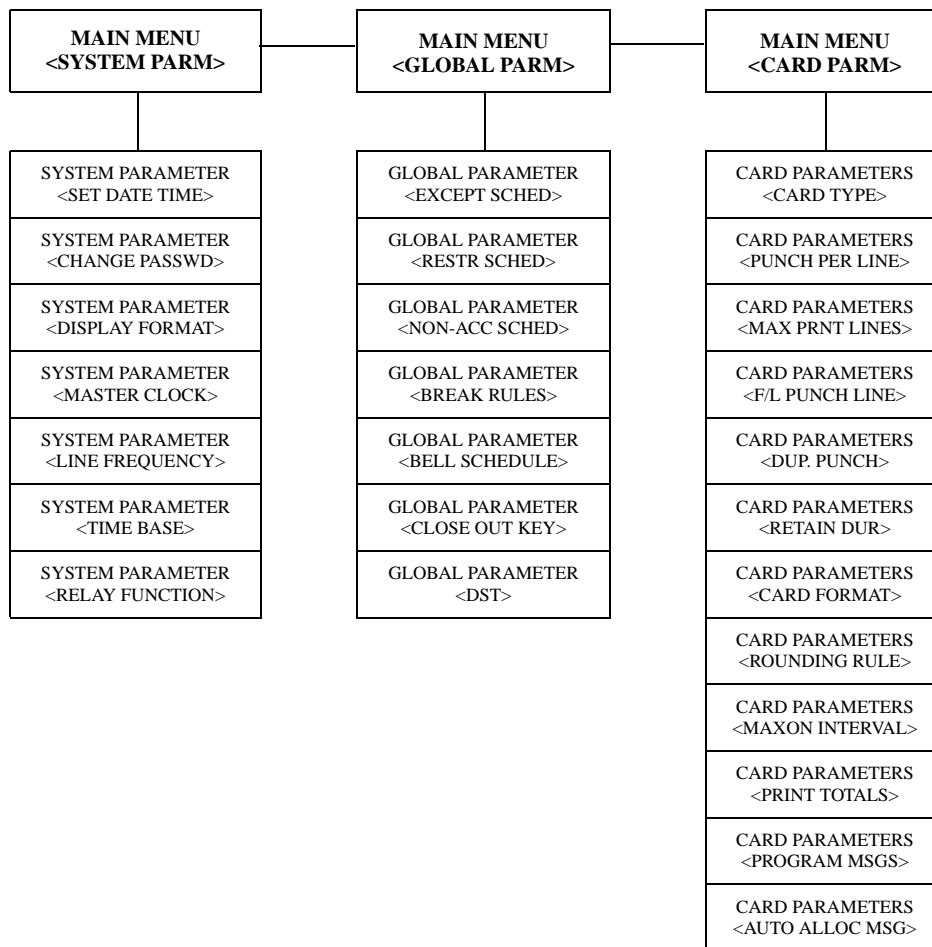 MAIN MENU
<SYSTEM PARM>
SYSTEM PARAMETER
<SET DATE TIME>
SYSTEM PARAMETER
<CHANGE PASSWD>
SYSTEM PARAMETER
<DISPLAY FORMAT>
SYSTEM PARAMETER
<MASTER CLOCK>
SYSTEM PARAMETER
<LINE FREQUENCY>
SYSTEM PARAMETER
<TIME BASE>
SYSTEM PARAMETER
<RELAY FUNCTION>
MAIN MENU
<GLOBAL PARM>
GLOBAL PARAMETER
<EXCEPT SCHED>
GLOBAL PARAMETER
<RESTR SCHED>
GLOBAL PARAMETER
<NON-ACC SCHED>
GLOBAL PARAMETER
<BREAK RULES>
GLOBAL PARAMETER
<BELL SCHEDULE>
GLOBAL PARAMETER
<CLOSE OUT KEY>
GLOBAL PARAMETER
<DST>
MAIN MENU
<CARD PARM>
CARD PARAMETERS
<CARD TYPE>
CARD PARAMETERS
<PUNCH PER LINE>
CARD PARAMETERS
<MAX PRNT LINES>
CARD PARAMETERS
<F/L PUNCH LINE>
CARD PARAMETERS
<DUP. PUNCH>
CARD PARAMETERS
<RETAIN DUR>
CARD PARAMETERS
<CARD FORMAT>
CARD PARAMETERS
<ROUNDING RULE>
CARD PARAMETERS
<MAXON INTERVAL>
CARD PARAMETERS
<PRINT TOTALS>
CARD PARAMETERS
<PROGRAM MSGS>
CARD PARAMETERS
<AUTO ALLOC MSG>